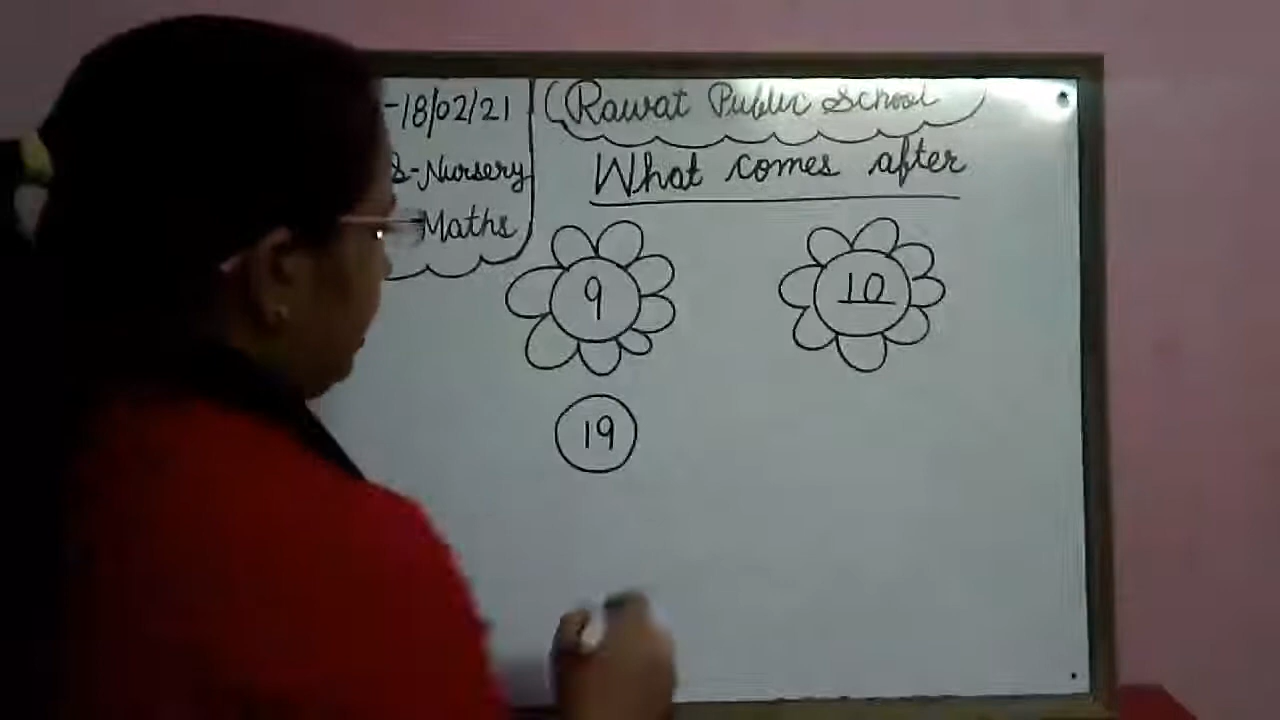 -18/02/21
-Nursery
Maths
Rawat Public School
What comes after
9
10
19